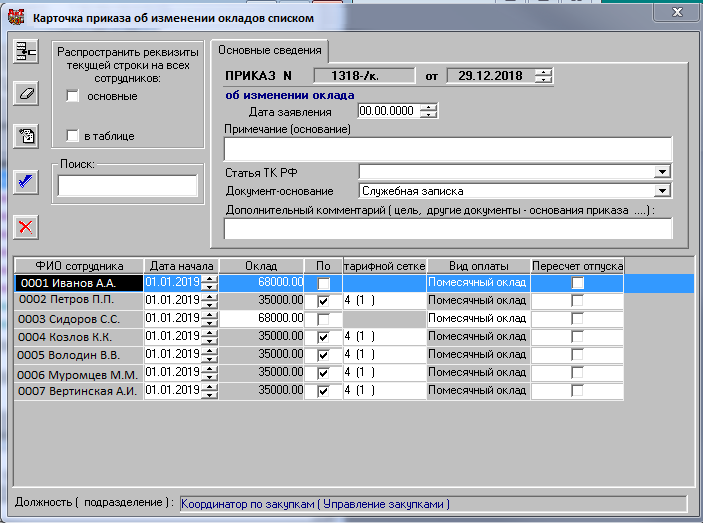 Карточка приказа об изменении окладов списком
Распространить реквизиты
текущей строки на всех
сотрудников:
основные
в таблице
Поиск:
Основные сведения
ПРИКАЗ N 1318-/к. от 29.12.2018
об изменении оклада
Дата заявления 00.00.0000
Примечание (основание)
Статья ТК РФ
Документ-основание Служебная записка
Дополнительный комментарий ( цель, другие документы - основания приказа ....) :
ФИО сотрудника Дата начала Оклад По тарифной сетке Вид оплаты Пересчет отпуска
0001 Иванов А.А. 01.01.2019 68000.00 Помесячный оклад
0002 Петров П.П. 01.01.2019 35000.00 4 (1 ) Помесячный оклад
0003 Сидоров С.С. 01.01.2019 68000.00 Помесячный оклад
0004 Козлов К.К. 01.01.2019 35000.00 4 (1 ) Помесячный оклад
0005 Володин В.В. 01.01.2019 35000.00 4 (1 ) Помесячный оклад
0006 Муромцев М.М. 01.01.2019 35000.00 4 (1 ) Помесячный оклад
0007 Вертинская А.И. 01.01.2019 35000.00 4 (1 ) Помесячный оклад
Должность ( подразделение ) : Координатор по закупкам ( Управление закупками )